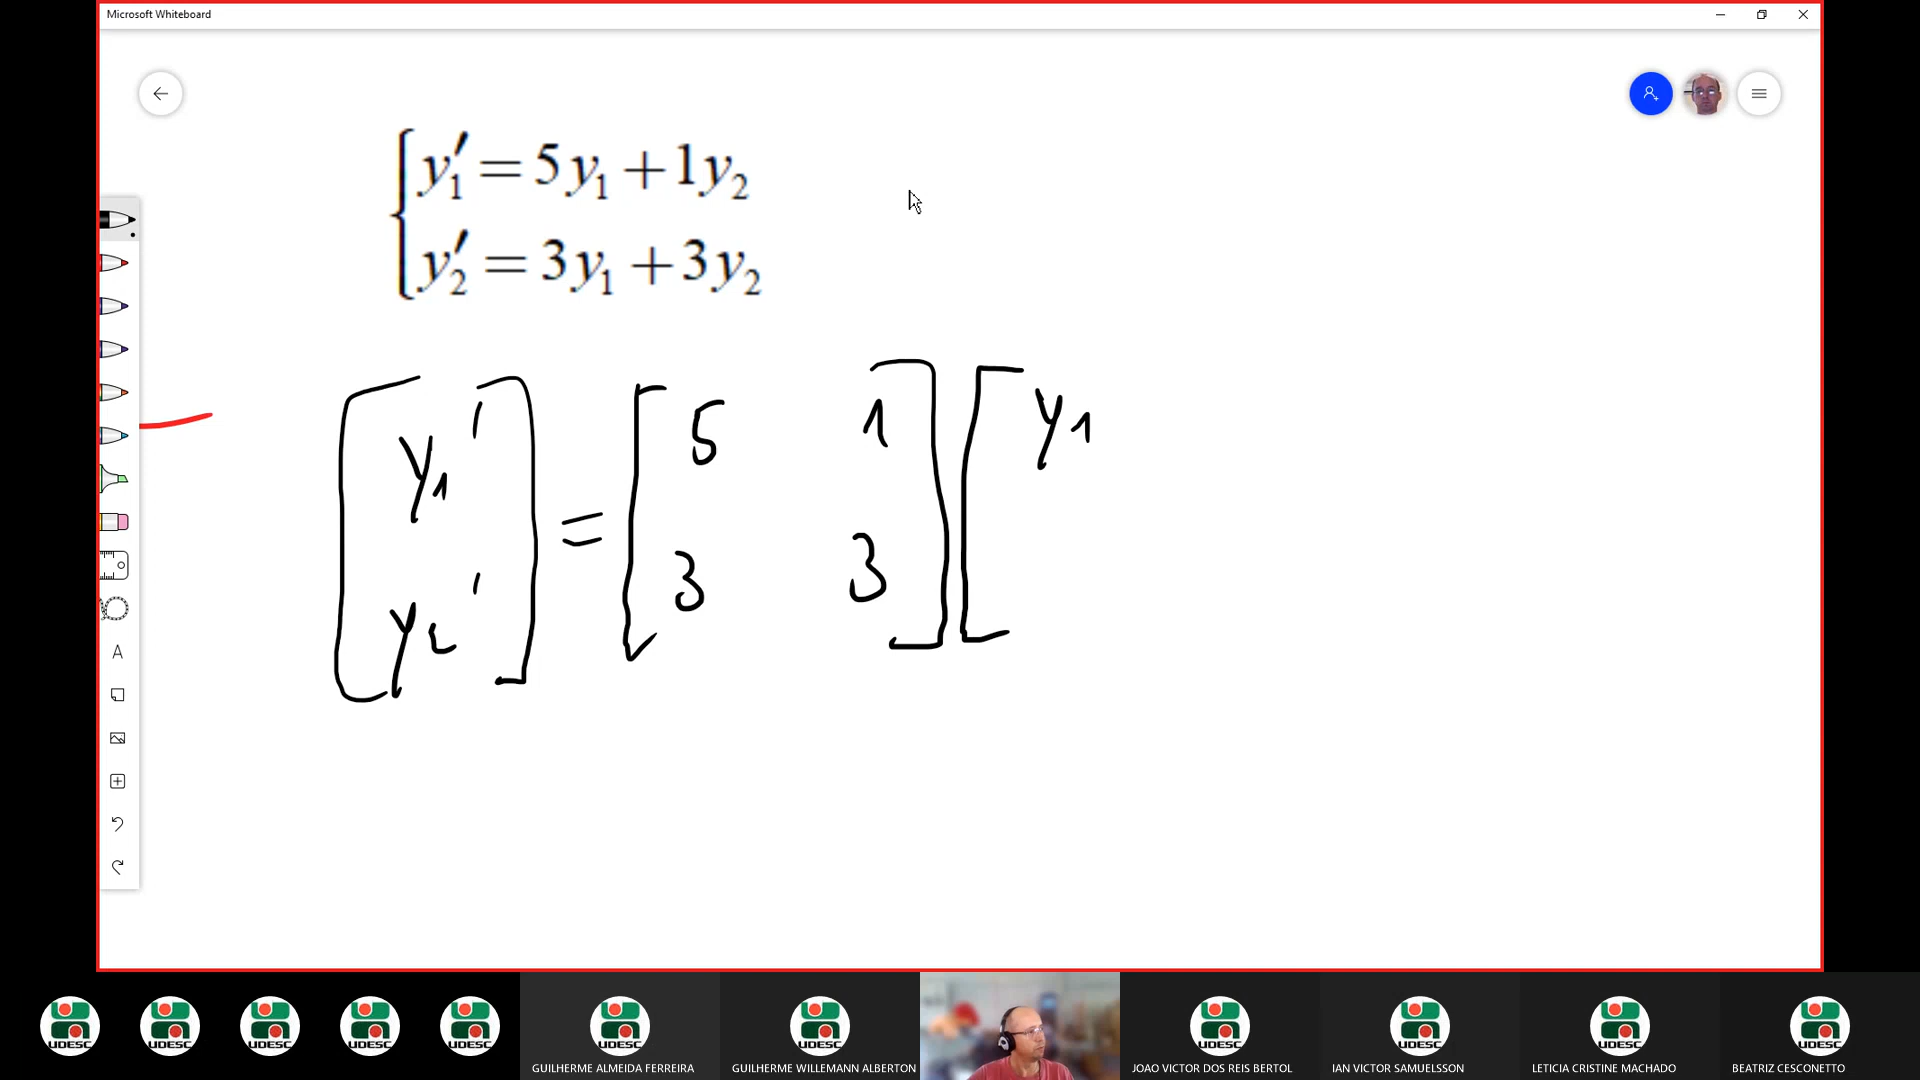 Microsoft Whiteboard
y₁′ = 5y₁ + 1y₂
y₂′ = 3y₁ + 3y₂
[ y₁′ ] = [ 5 1 ] [ y₁
[ y₂′ ] [ 3 3 ] [
A
UDESC UDESC UDESC UDESC UDESC UDESC UDESC UDESC UDESC UDESC UDESC
GUILHERME ALMEIDA FERREIRA GUILHERME WILLEMANN ALBERTON JOAO VICTOR DOS REIS BERTOL IAN VICTOR SAMUELSSON LETICIA CRISTINE MACHADO BEATRIZ CESCONETTO